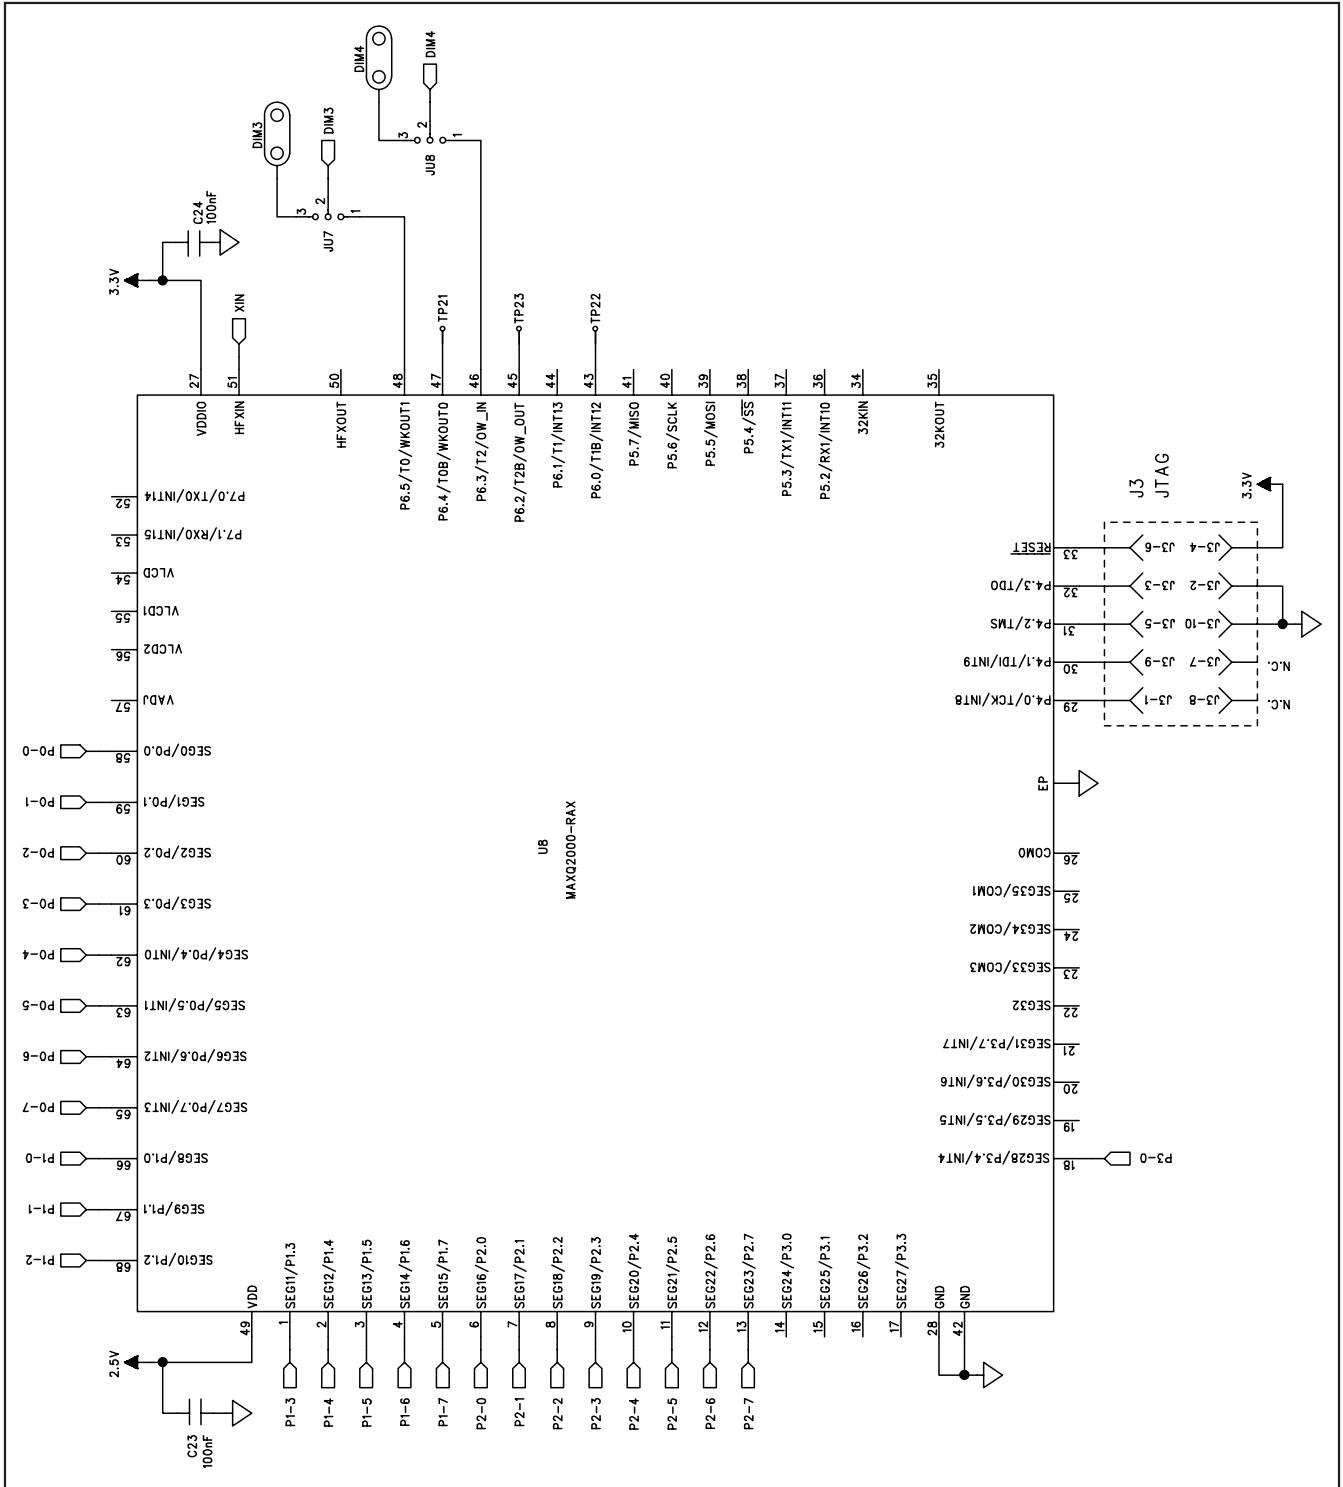 DIM4
DIM4
3
2
1
JU8
DIM3
DIM3
3
2
1
JU7
C24
100nF
3.3V
XIN
TP21
TP23
TP22
27
51
50
48
47
46
45
44
43
41
40
39
38
37
36
34
35
VDDIO
HFXIN
HFXOUT
P6.5/T0/WKOUT1
P6.4/T0B/WKOUT0
P6.3/T2/OW_IN
P6.2/T2B/OW_OUT
P6.1/T1/INT13
P6.0/T1B/INT12
P5.7/MISO
P5.6/SCLK
P5.5/MOSI
P5.4/SS
P5.3/TX1/INT11
P5.2/RX1/INT10
32KIN
32KOUT
52 P7.0/TX0/INT14
53 P7.1/RX0/INT15
54 VLCD
55 VLCD1
56 VLCD2
57 VADJ
P0-0 58 SEG0/P0.0
P0-1 59 SEG1/P0.1
P0-2 60 SEG2/P0.2
P0-3 61 SEG3/P0.3
P0-4 62 SEG4/P0.4/INT0
P0-5 63 SEG5/P0.5/INT1
P0-6 64 SEG6/P0.6/INT2
P0-7 65 SEG7/P0.7/INT3
P1-0 66 SEG8/P1.0
P1-1 67 SEG9/P1.1
P1-2 68 SEG10/P1.2
U8
MAXQ2000-RAX
J3
JTAG
3.3V
RESET 33 J3-6 J3-4
P4.3/TDO 32 J3-3 J3-2
P4.2/TMS 31 J3-5 J3-10
P4.1/TDI/INT9 30 J3-9 J3-7 N.C.
P4.0/TCK/INT8 29 J3-1 J3-8 N.C.
EP
COM0 26
SEG35/COM1 25
SEG34/COM2 24
SEG33/COM3 23
SEG32 22
SEG31/P3.7/INT7 21
SEG30/P3.6/INT6 20
SEG29/P3.5/INT5 19
SEG28/P3.4/INT4 18 P3-0
VDD
SEG11/P1.3
SEG12/P1.4
SEG13/P1.5
SEG14/P1.6
SEG15/P1.7
SEG16/P2.0
SEG17/P2.1
SEG18/P2.2
SEG19/P2.3
SEG20/P2.4
SEG21/P2.5
SEG22/P2.6
SEG23/P2.7
SEG24/P3.0
SEG25/P3.1
SEG26/P3.2
SEG27/P3.3
GND
GND
49
1
2
3
4
5
6
7
8
9
10
11
12
13
14
15
16
17
28
42
2.5V
C23
100nF
P1-3
P1-4
P1-5
P1-6
P1-7
P2-0
P2-1
P2-2
P2-3
P2-4
P2-5
P2-6
P2-7